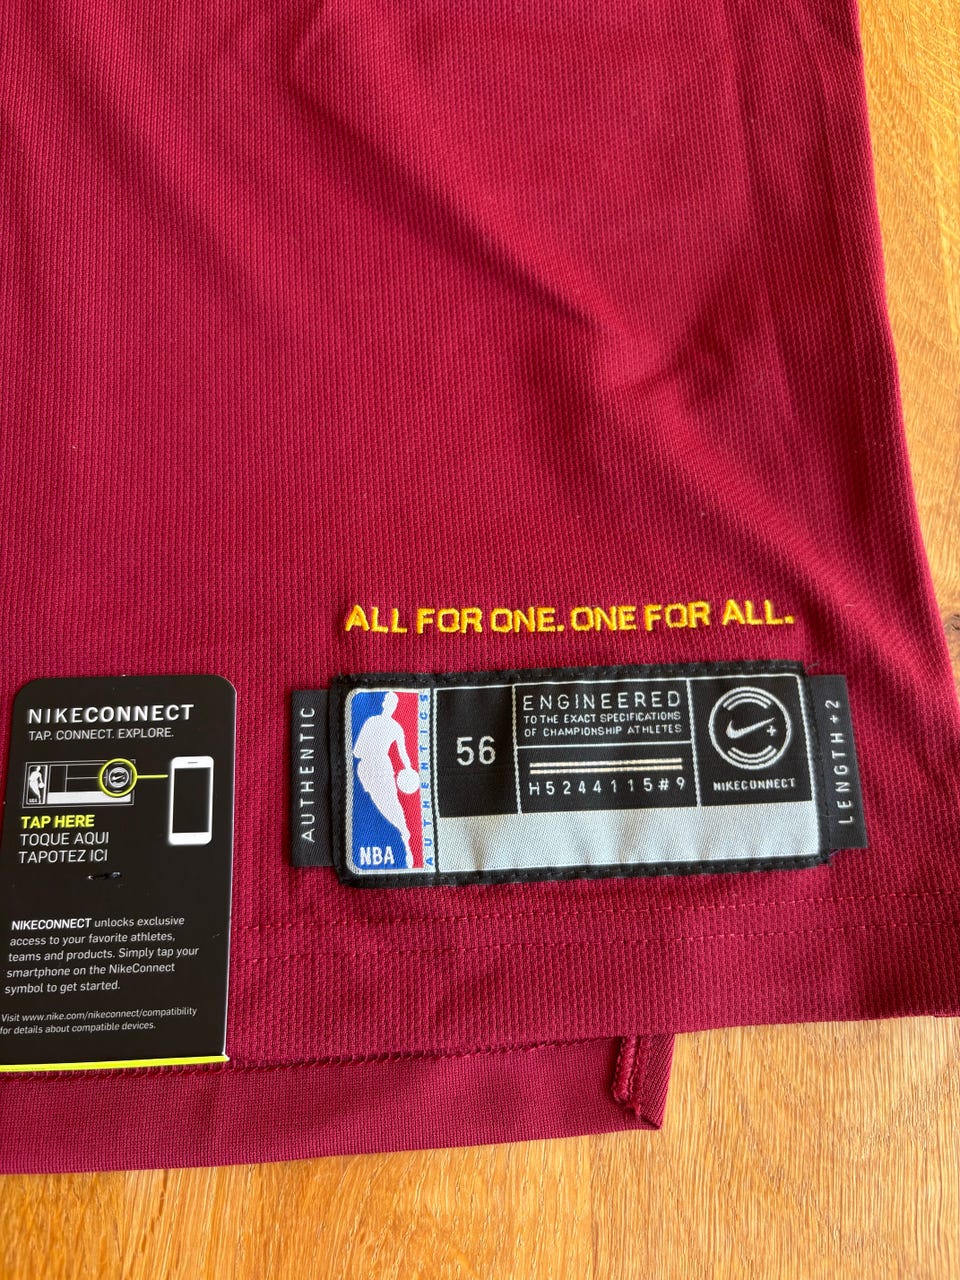 ALL FOR ONE. ONE FOR ALL.
AUTHENTIC
NBA
AUTHENTICS
56
ENGINEERED
TO THE EXACT SPECIFICATIONS
OF CHAMPIONSHIP ATHLETES
H5244115#9
NIKECONNECT
LENGTH+2
NIKECONNECT
TAP. CONNECT. EXPLORE.
TAP HERE
TOQUE AQUI
TAPOTEZ ICI
NIKECONNECT unlocks exclusive
access to your favorite athletes,
teams and products. Simply tap your
smartphone on the NikeConnect
symbol to get started.
Visit www.nike.com/nikeconnect/compatibility
for details about compatible devices.